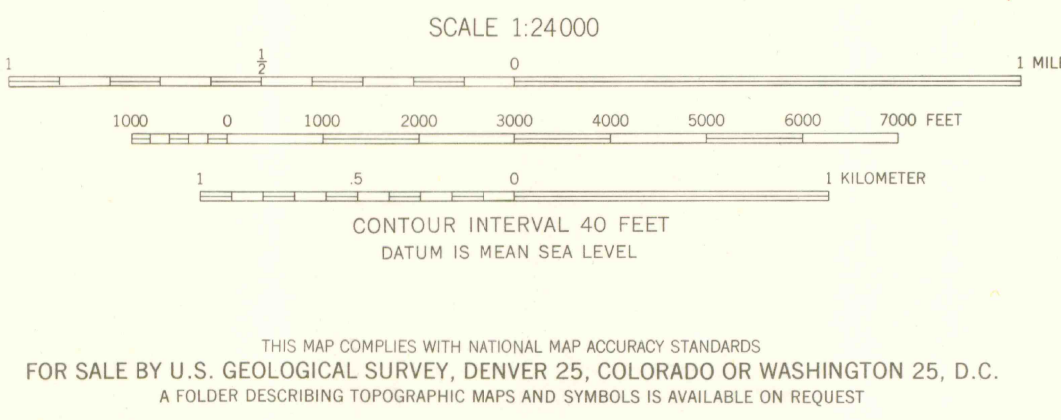 SCALE 1:24000
1 ½ 0 1 MILE
1000 0 1000 2000 3000 4000 5000 6000 7000 FEET
1 .5 0 1 KILOMETER
CONTOUR INTERVAL 40 FEET
DATUM IS MEAN SEA LEVEL
THIS MAP COMPLIES WITH NATIONAL MAP ACCURACY STANDARDS
FOR SALE BY U.S. GEOLOGICAL SURVEY, DENVER 25, COLORADO OR WASHINGTON 25, D.C.
A FOLDER DESCRIBING TOPOGRAPHIC MAPS AND SYMBOLS IS AVAILABLE ON REQUEST